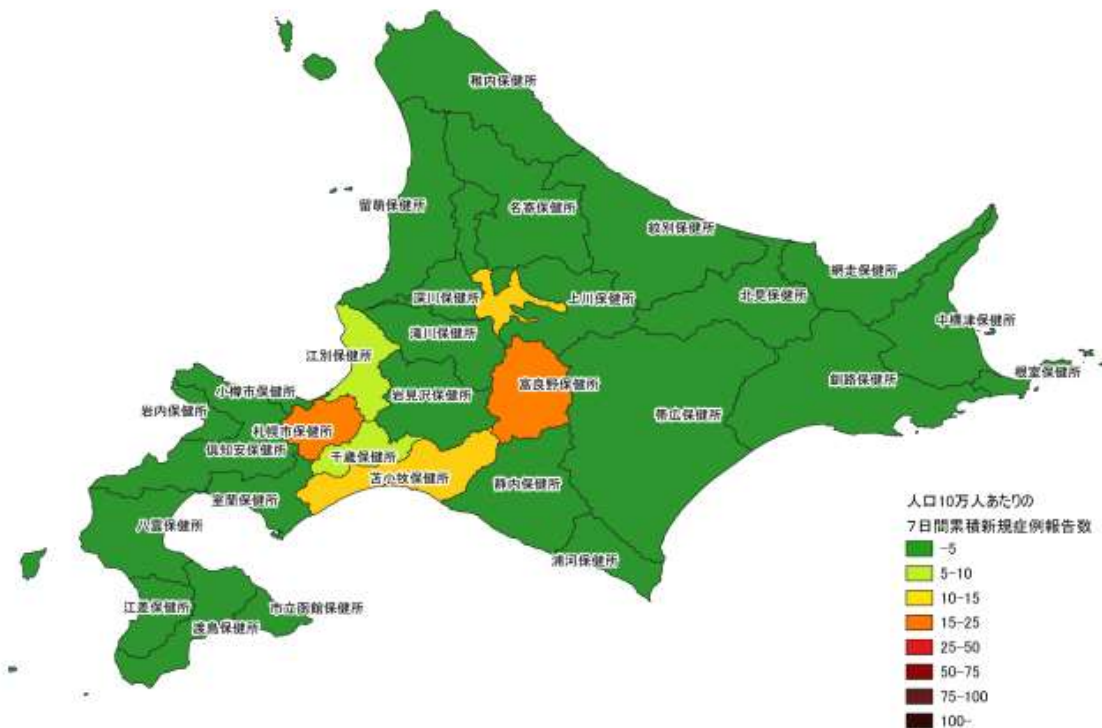 稚内保健所
留萌保健所
名寄保健所
紋別保健所
網走保健所
深川保健所
上川保健所
北見保健所
中標津保健所
滝川保健所
江別保健所
富良野保健所
釧路保健所
根室保健所
小樽市保健所
岩見沢保健所
岩内保健所
帯広保健所
札幌市保健所
倶知安保健所
千歳保健所
苫小牧保健所
静内保健所
室蘭保健所
八雲保健所
浦河保健所
江差保健所
市立函館保健所
渡島保健所
人口10万人あたりの
7日間累積新規症例報告数
-5
5-10
10-15
15-25
25-50
50-75
75-100
100-